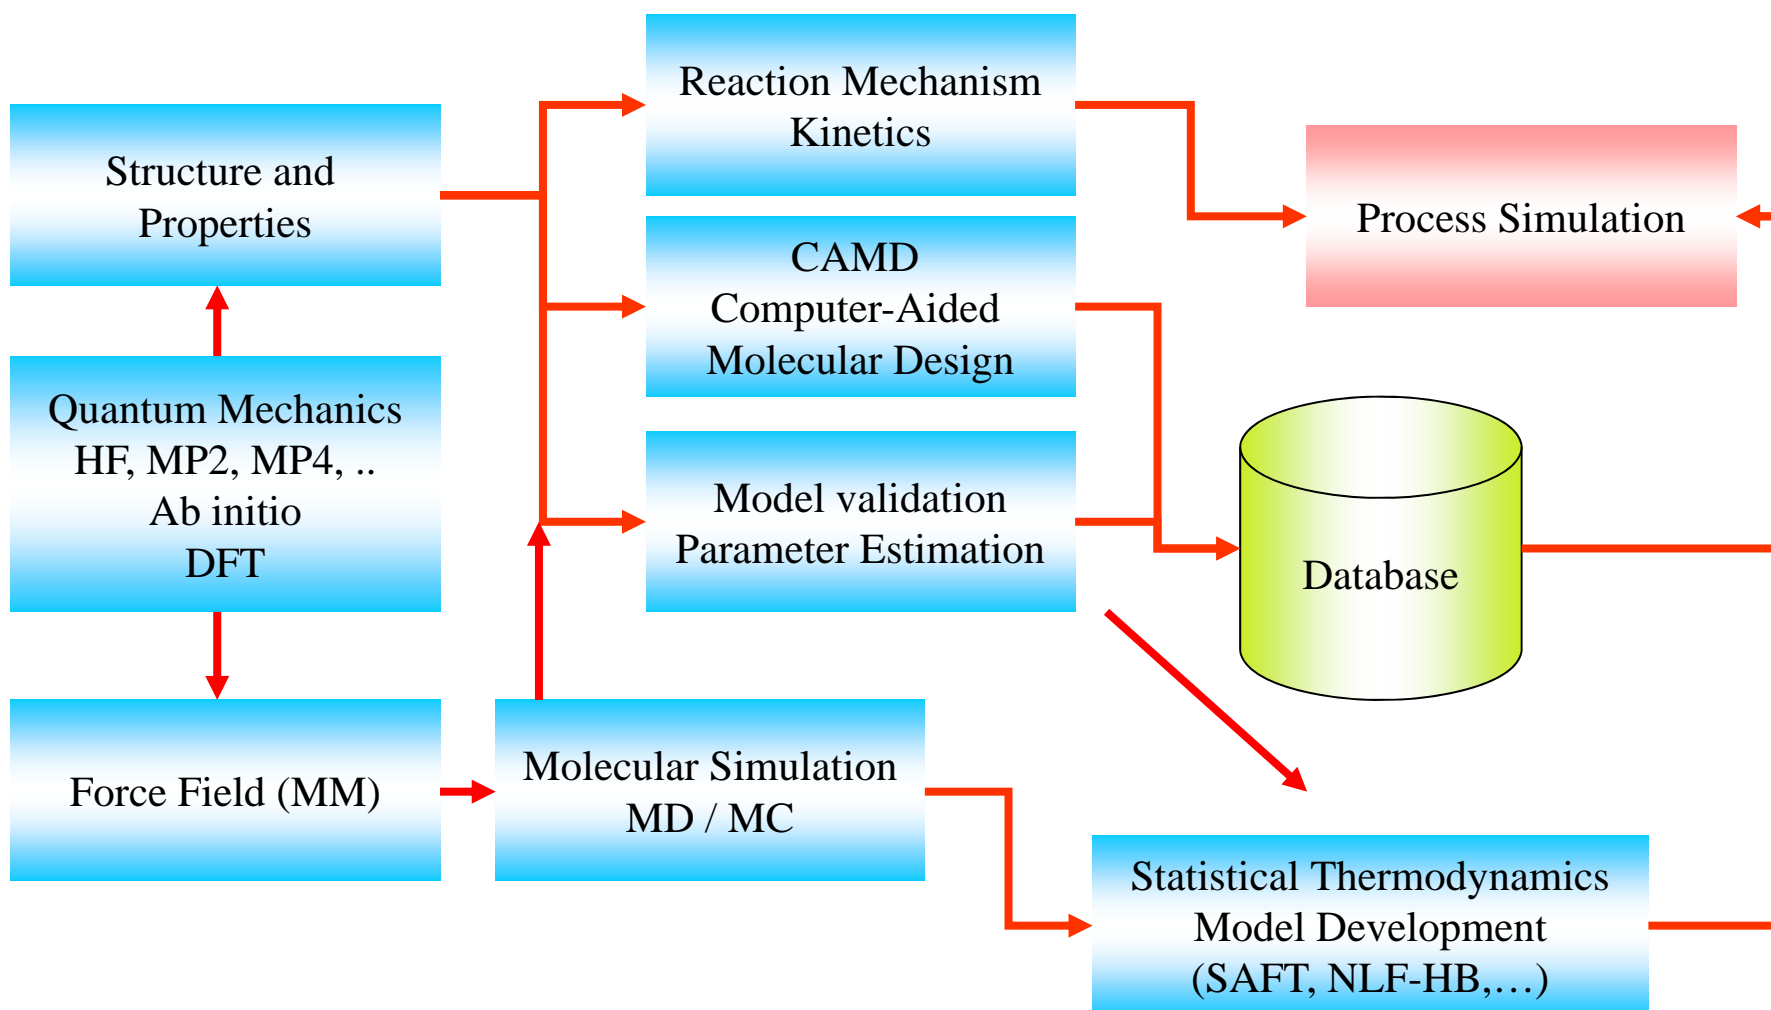 Reaction Mechanism
Kinetics
Structure and
Properties
Process Simulation
CAMD
Computer-Aided
Molecular Design
Quantum Mechanics
HF, MP2, MP4, ..
Ab initio
DFT
Model validation
Parameter Estimation
Database
Force Field (MM)
Molecular Simulation
MD / MC
Statistical Thermodynamics
Model Development
(SAFT, NLF-HB,…)